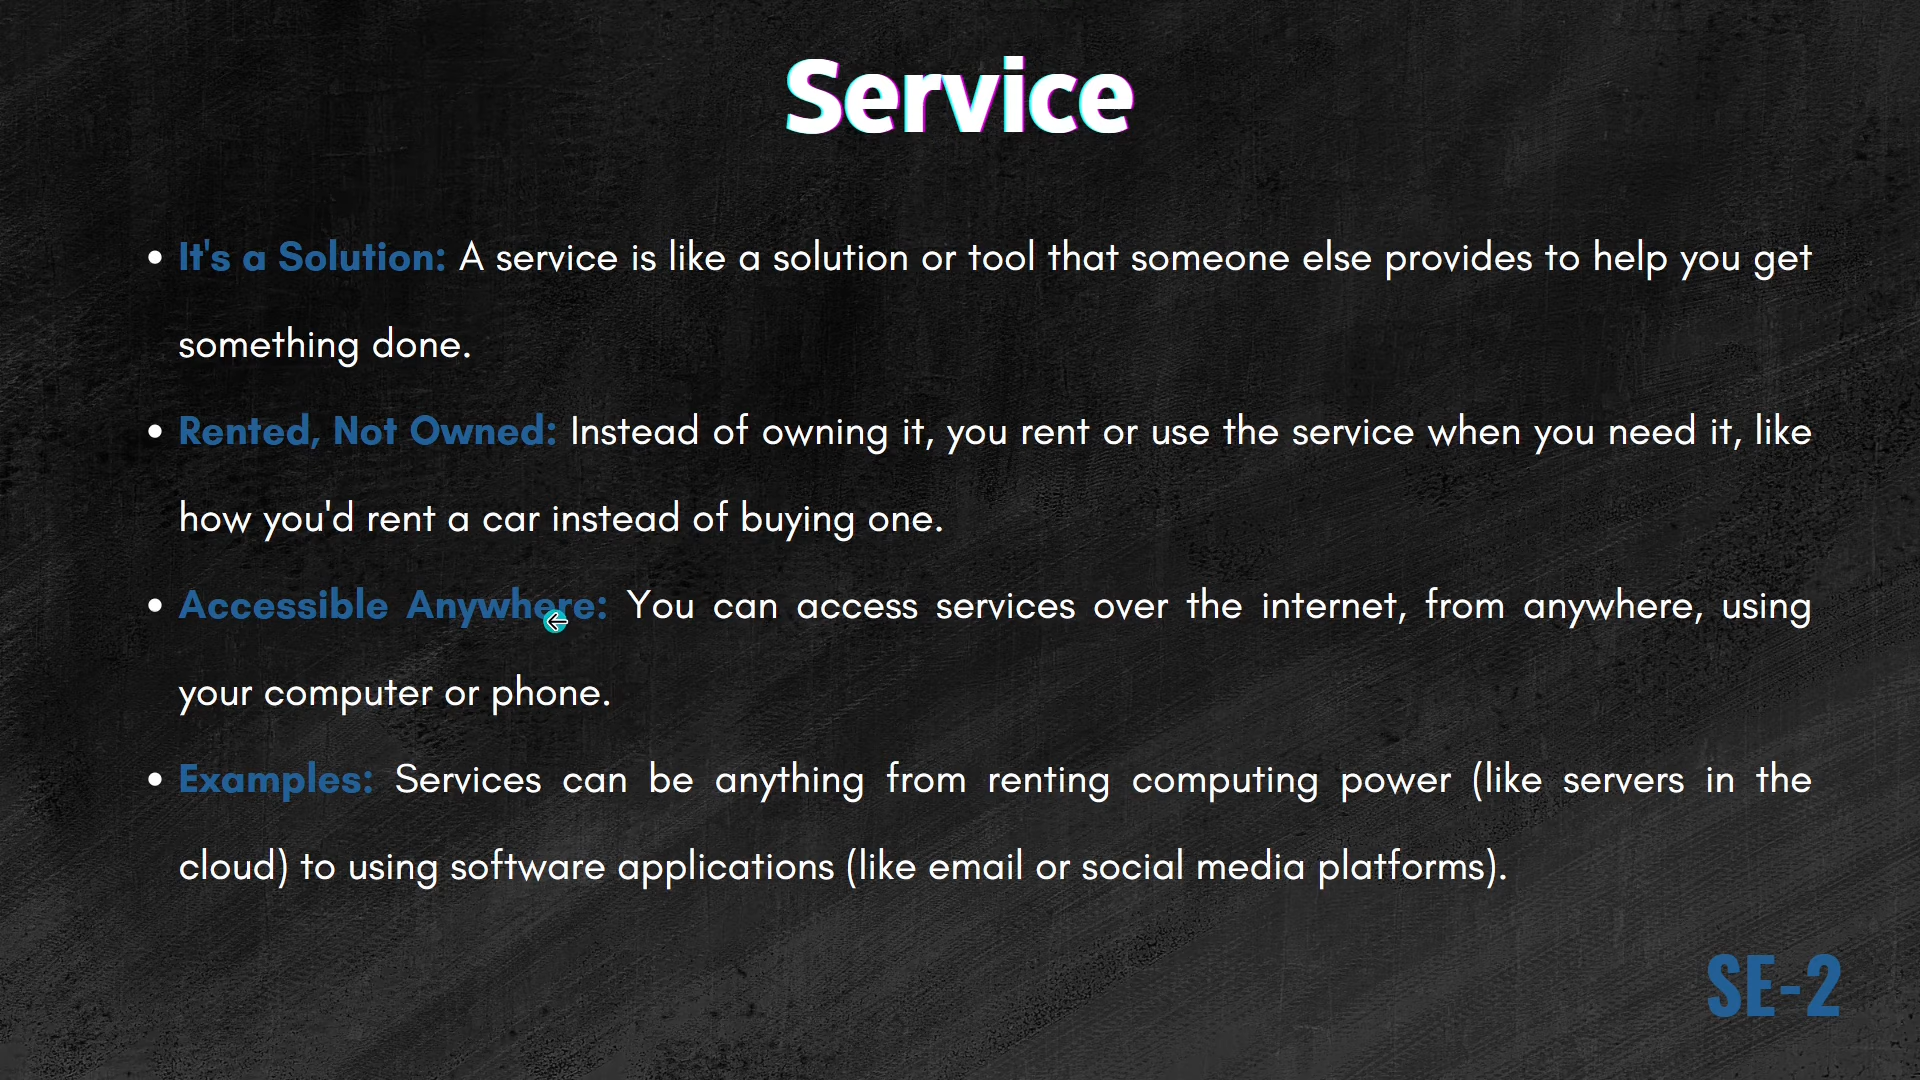 Service
• It's a Solution: A service is like a solution or tool that someone else provides to help you get
something done.
• Rented, Not Owned: Instead of owning it, you rent or use the service when you need it, like
how you'd rent a car instead of buying one.
• Accessible Anywhere: You can access services over the internet, from anywhere, using
your computer or phone.
• Examples: Services can be anything from renting computing power (like servers in the
cloud) to using software applications (like email or social media platforms).
SE-2